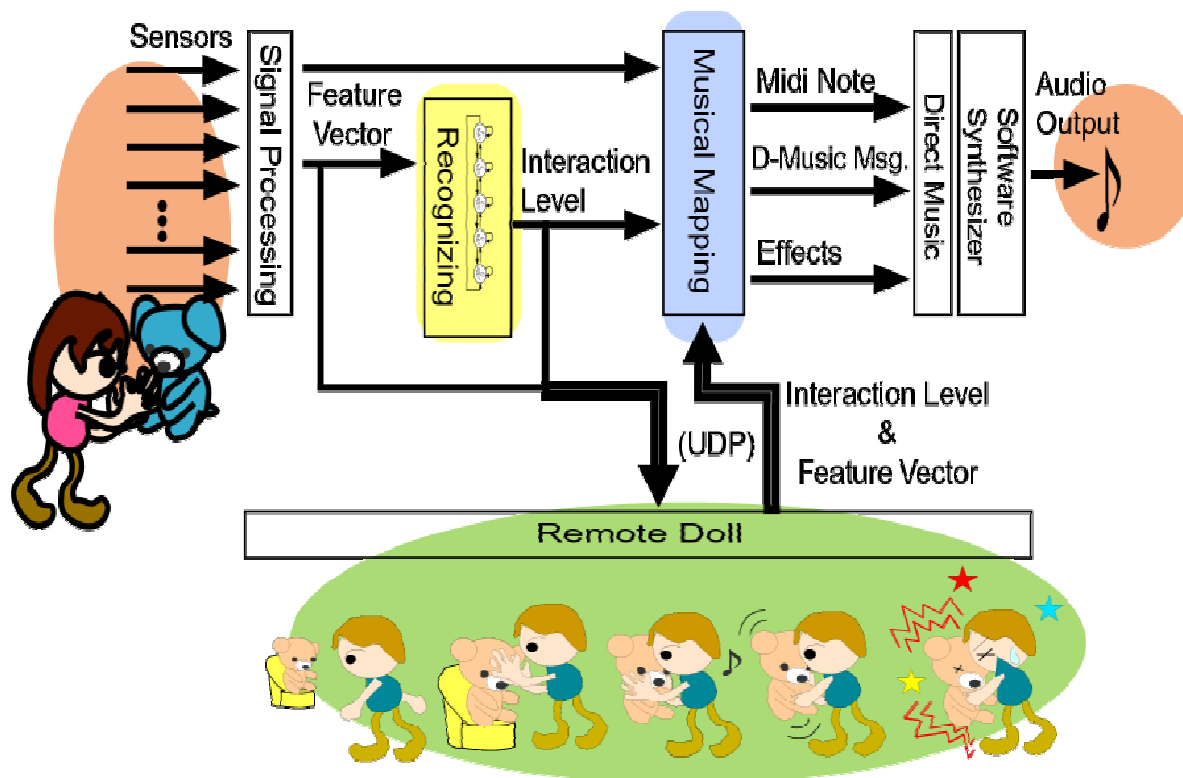 Sensors
Signal Processing
Feature
Vector
Recognizing
Interaction
Level
Musical Mapping
Midi Note
D-Music Msg.
Effects
Direct Music
Software
Synthesizer
Audio
Output
(UDP)
Interaction Level
&
Feature Vector
Remote Doll